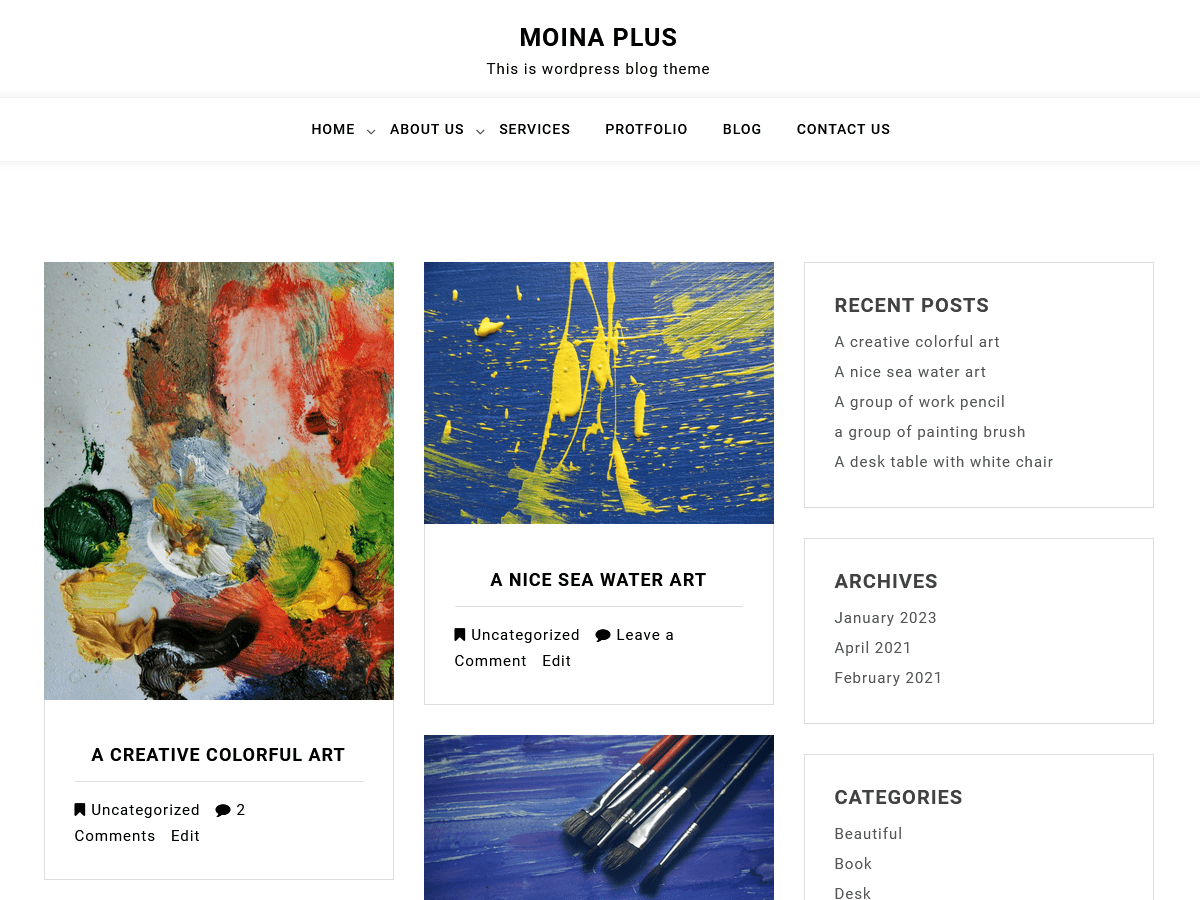 MOINA PLUS
This is wordpress blog theme
HOME ABOUT US SERVICES PROTFOLIO BLOG CONTACT US
A CREATIVE COLORFUL ART
Uncategorized 2
Comments Edit
A NICE SEA WATER ART
Uncategorized Leave a
Comment Edit
RECENT POSTS
A creative colorful art
A nice sea water art
A group of work pencil
a group of painting brush
A desk table with white chair
ARCHIVES
January 2023
April 2021
February 2021
CATEGORIES
Beautiful
Book
Desk